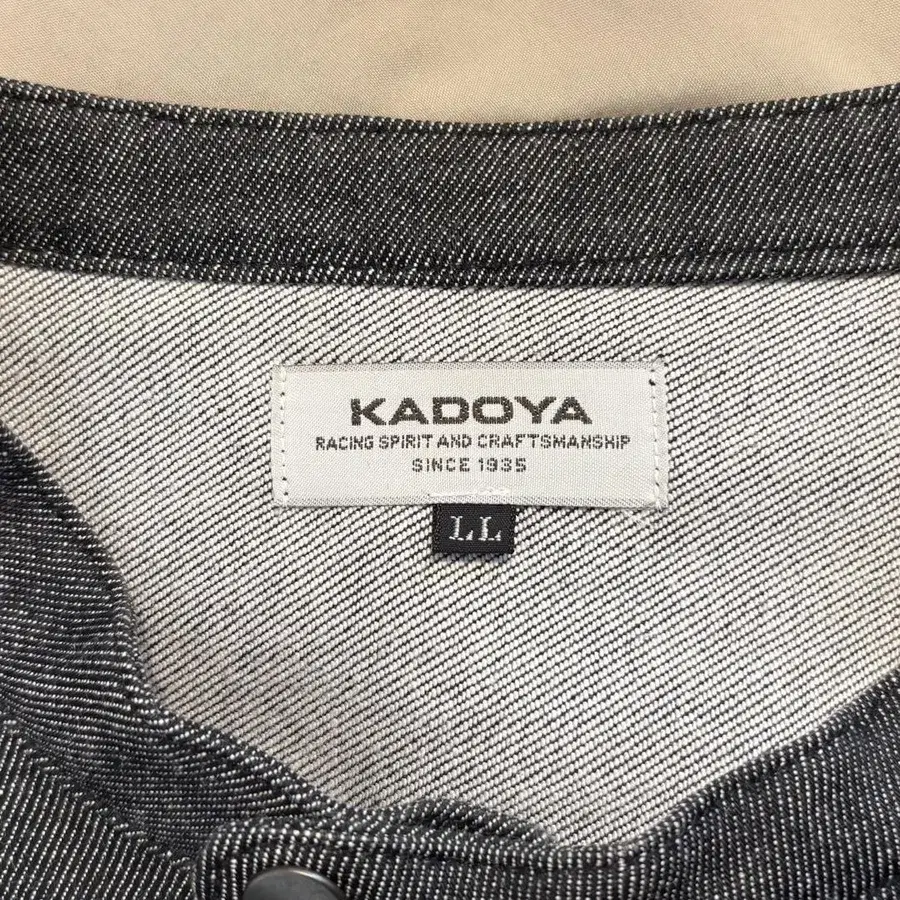 KADOYA
RACING SPIRIT AND CRAFTSMANSHIP
SINCE 1935
LL